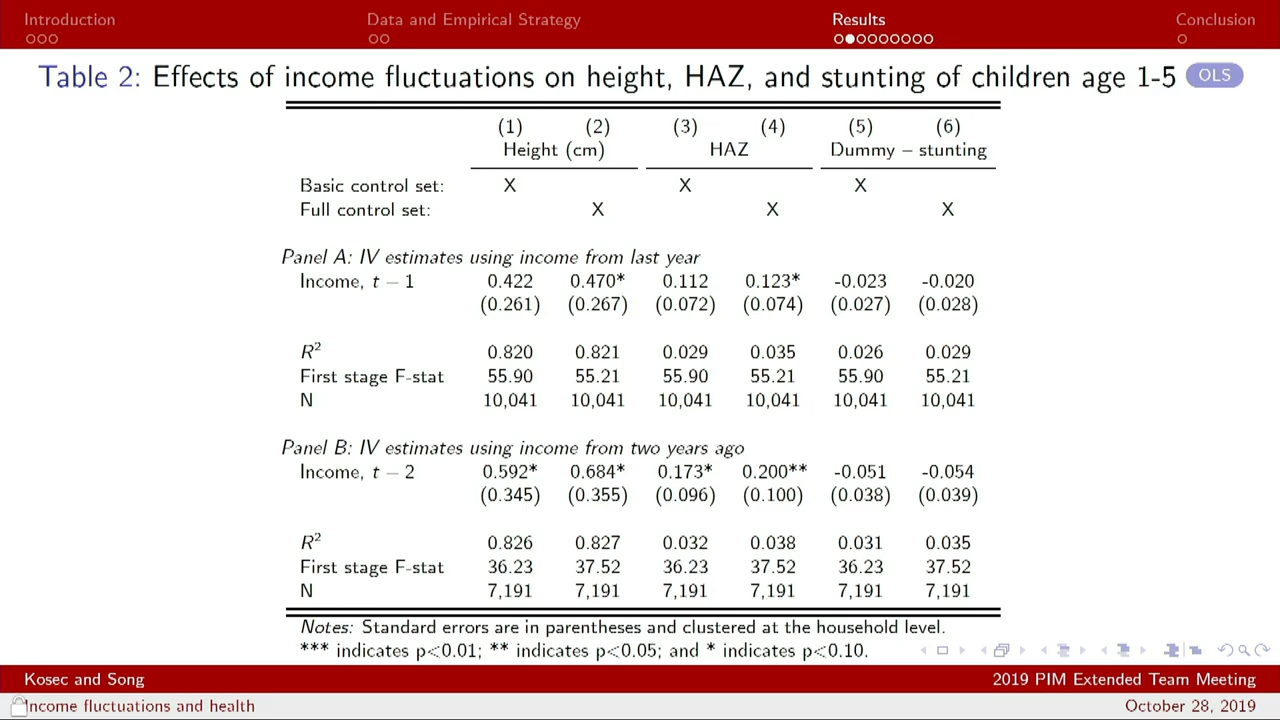 Introduction Data and Empirical Strategy Results Conclusion
Table 2: Effects of income fluctuations on height, HAZ, and stunting of children age 1-5 OLS
(1) (2) (3) (4) (5) (6)
Height (cm) HAZ Dummy – stunting
Basic control set: X X X
Full control set: X X X
Panel A: IV estimates using income from last year
Income, t − 1 0.422 0.470* 0.112 0.123* -0.023 -0.020
(0.261) (0.267) (0.072) (0.074) (0.027) (0.028)
R² 0.820 0.821 0.029 0.035 0.026 0.029
First stage F-stat 55.90 55.21 55.90 55.21 55.90 55.21
N 10,041 10,041 10,041 10,041 10,041 10,041
Panel B: IV estimates using income from two years ago
Income, t − 2 0.592* 0.684* 0.173* 0.200** -0.051 -0.054
(0.345) (0.355) (0.096) (0.100) (0.038) (0.039)
R² 0.826 0.827 0.032 0.038 0.031 0.035
First stage F-stat 36.23 37.52 36.23 37.52 36.23 37.52
N 7,191 7,191 7,191 7,191 7,191 7,191
Notes: Standard errors are in parentheses and clustered at the household level.
*** indicates p<0.01; ** indicates p<0.05; and * indicates p<0.10.
Kosec and Song 2019 PIM Extended Team Meeting
Income fluctuations and health October 28, 2019